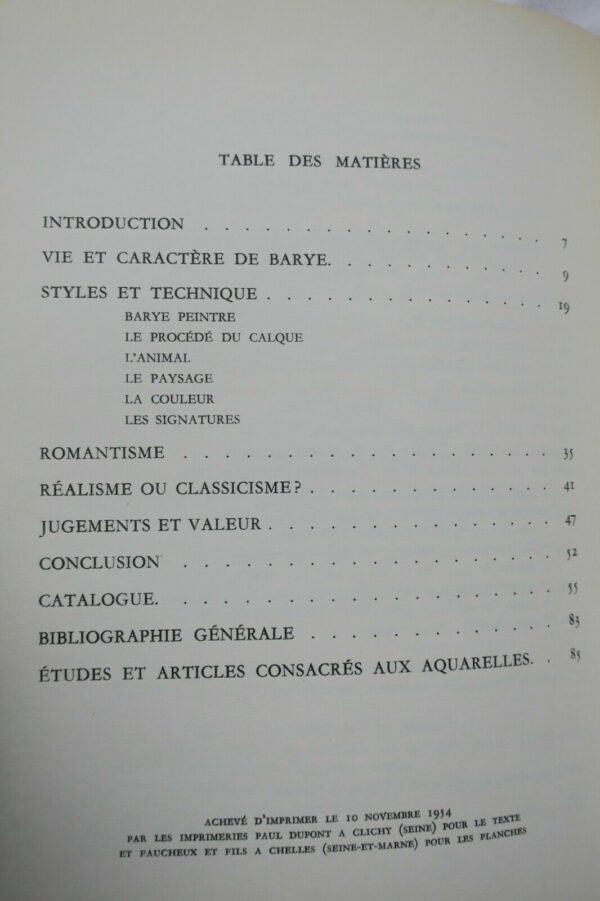 TABLE DES MATIÈRES
INTRODUCTION . . . . . . . . . . . . . . . . 7
VIE ET CARACTÈRE DE BARYE. . . . . . . . . . . 9
STYLES ET TECHNIQUE . . . . . . . . . . . . . 19
BARYE PEINTRE
LE PROCÉDÉ DU CALQUE
L'ANIMAL
LE PAYSAGE
LA COULEUR
LES SIGNATURES
ROMANTISME . . . . . . . . . . . . . . . . . 35
RÉALISME OU CLASSICISME? . . . . . . . . . . . 41
JUGEMENTS ET VALEUR . . . . . . . . . . . . . 47
CONCLUSION . . . . . . . . . . . . . . . . . 52
CATALOGUE. . . . . . . . . . . . . . . . . . 55
BIBLIOGRAPHIE GÉNÉRALE . . . . . . . . . . . . 83
ÉTUDES ET ARTICLES CONSACRÉS AUX AQUARELLES. . 85
ACHEVÉ D'IMPRIMER LE 10 NOVEMBRE 1954
PAR LES IMPRIMERIES PAUL DUPONT A CLICHY (SEINE) POUR LE TEXTE
ET FAUCHEUX ET FILS A CHELLES (SEINE-ET-MARNE) POUR LES PLANCHES